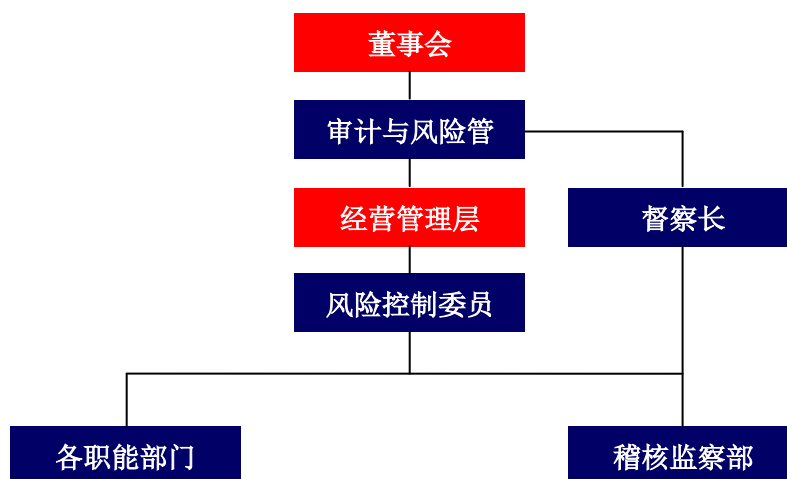 董事会
审计与风险管
经营管理层
督察长
风险控制委员
各职能部门
稽核监察部